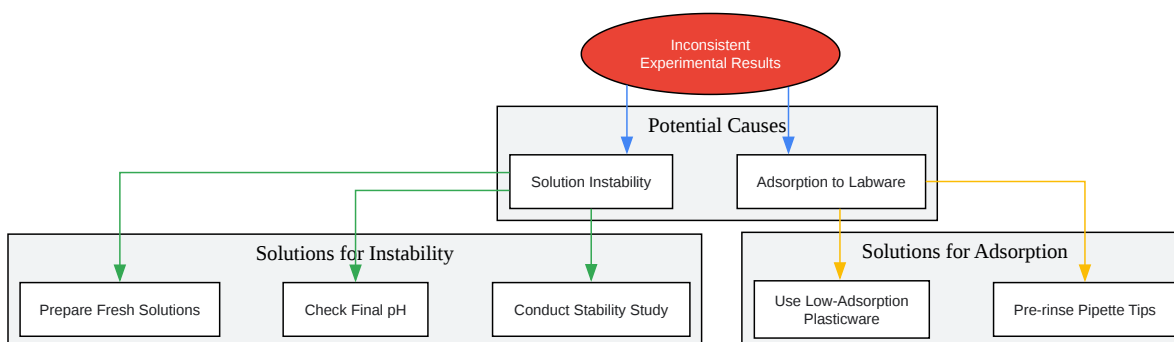 Inconsistent
Experimental Results
Potential Causes
Solution Instability
Adsorption to Labware
Solutions for Instability
Solutions for Adsorption
Prepare Fresh Solutions
Check Final pH
Conduct Stability Study
Use Low-Adsorption
Plasticware
Pre-rinse Pipette Tips